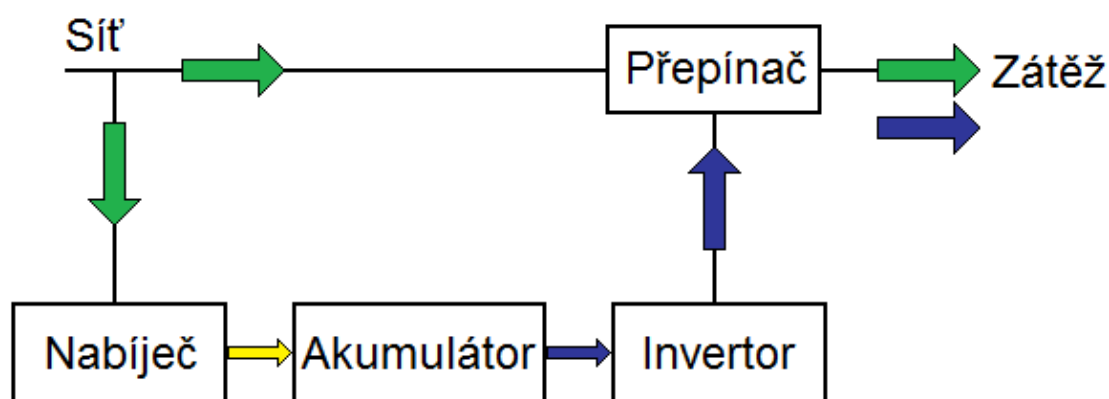 Síť
Přepínač
Zátěž
Nabíječ
Akumulátor
Invertor